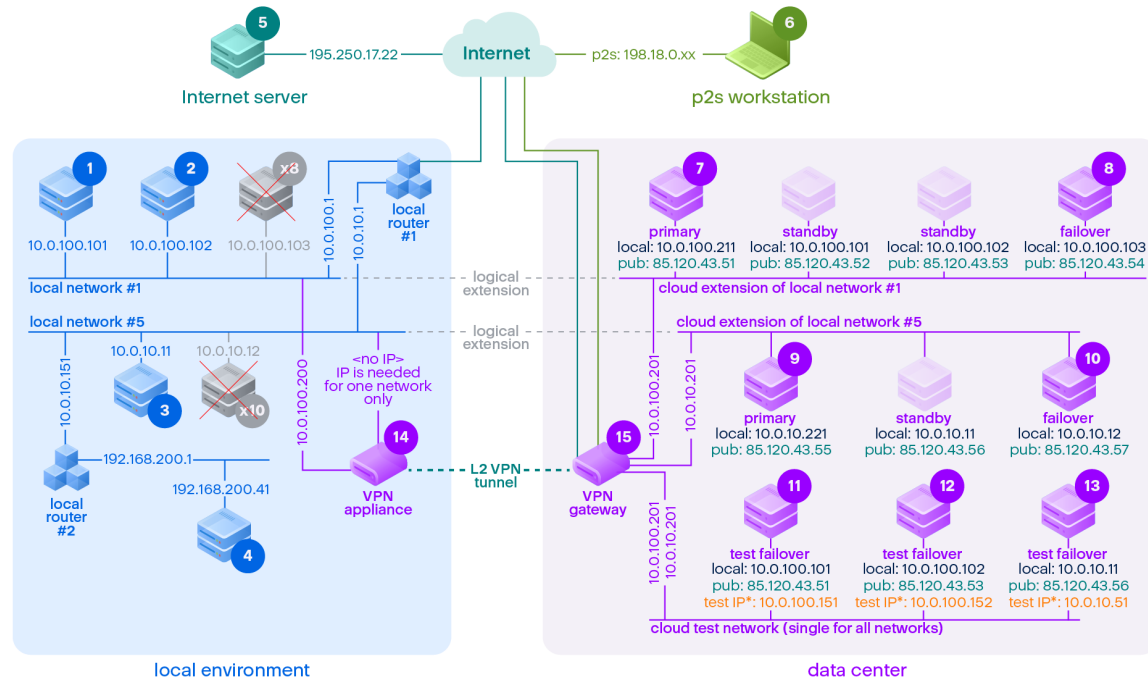 5
6
195.250.17.22
Internet
p2s: 198.18.0.xx
Internet server
p2s workstation
1
2
x8
local
router
#1
10.0.100.101
10.0.100.102
10.0.100.103
10.0.100.1
10.0.10.1
local network #1
logical
extension
local network #5
logical
extension
10.0.10.151
10.0.10.11
10.0.10.12
3
x10
10.0.100.200
<no IP>
IP is needed
for one network
only
14
VPN
appliance
192.168.200.1
192.168.200.41
local
router
#2
4
L2 VPN
tunnel
local environment
7
8
primary
local: 10.0.100.211
pub: 85.120.43.51
standby
local: 10.0.100.101
pub: 85.120.43.52
standby
local: 10.0.100.102
pub: 85.120.43.53
failover
local: 10.0.100.103
pub: 85.120.43.54
cloud extension of local network #1
cloud extension of local network #5
10.0.100.201
10.0.10.201
9
10
primary
local: 10.0.10.221
pub: 85.120.43.55
standby
local: 10.0.10.11
pub: 85.120.43.56
failover
local: 10.0.10.12
pub: 85.120.43.57
15
VPN
gateway
10.0.100.201
10.0.10.201
11
12
13
test failover
local: 10.0.100.101
pub: 85.120.43.51
test IP*: 10.0.100.151
test failover
local: 10.0.100.102
pub: 85.120.43.53
test IP*: 10.0.100.152
test failover
local: 10.0.10.11
pub: 85.120.43.56
test IP*: 10.0.10.51
cloud test network (single for all networks)
data center